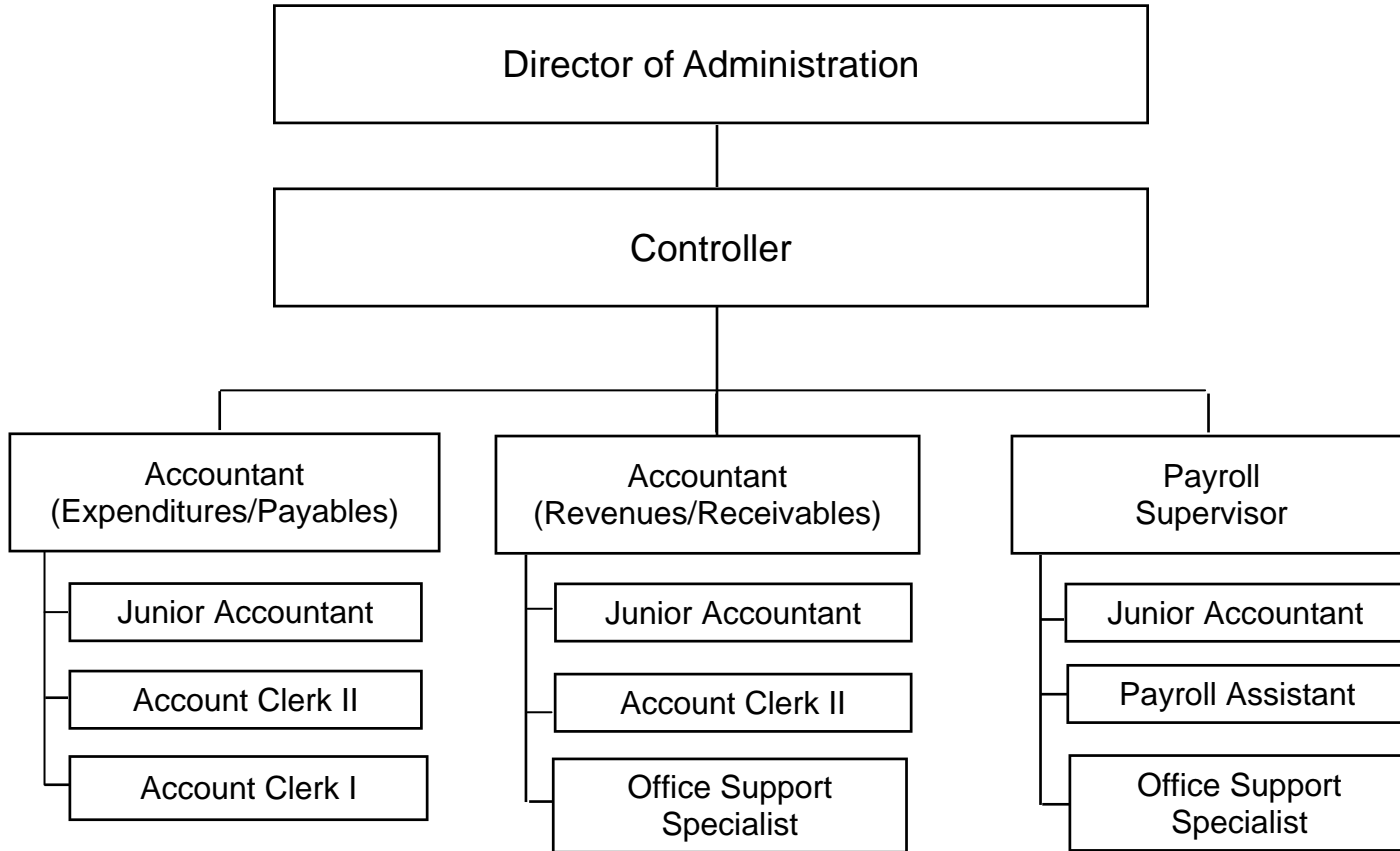 Director of Administration
Controller
Accountant
(Expenditures/Payables)
Junior Accountant
Account Clerk II
Account Clerk I
Accountant
(Revenues/Receivables)
Junior Accountant
Account Clerk II
Office Support
Specialist
Payroll
Supervisor
Junior Accountant
Payroll Assistant
Office Support
Specialist